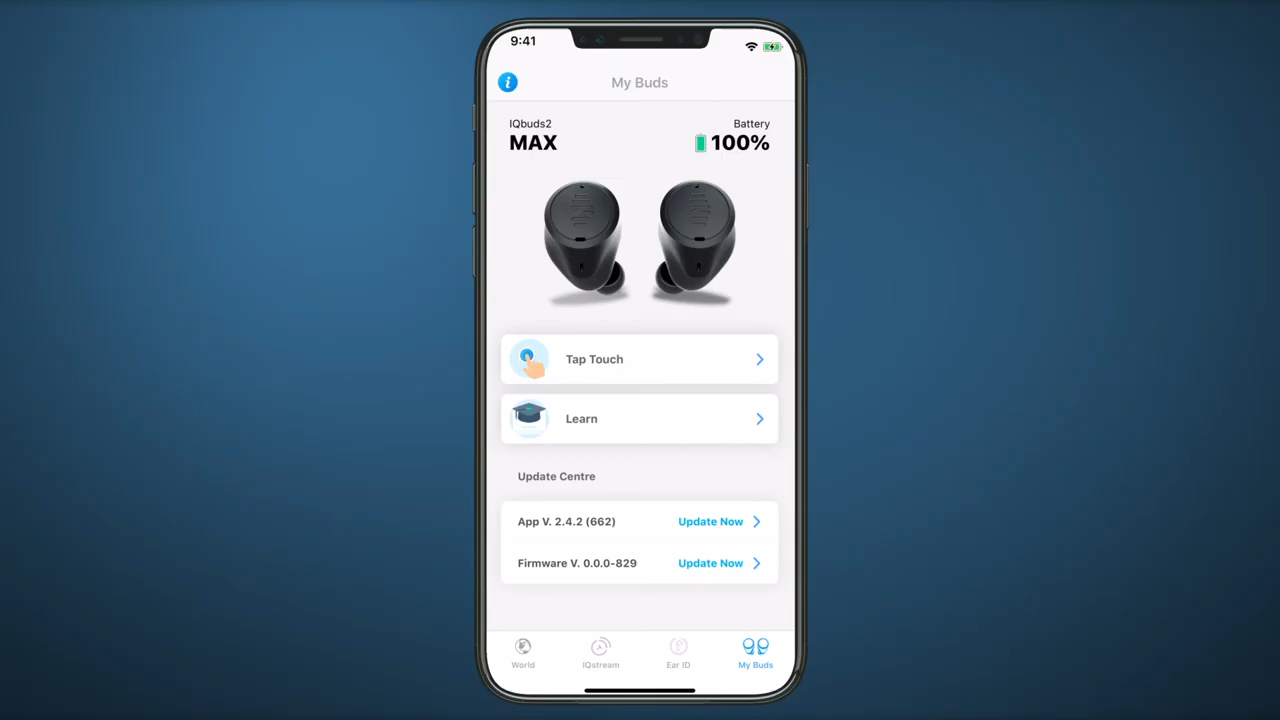 9:41
My Buds
IQbuds2
Battery
MAX
100%
Tap Touch
Learn
Update Centre
App V. 2.4.2 (662)
Update Now
Firmware V. 0.0.0-829
Update Now
World
IQstream
Ear ID
My Buds